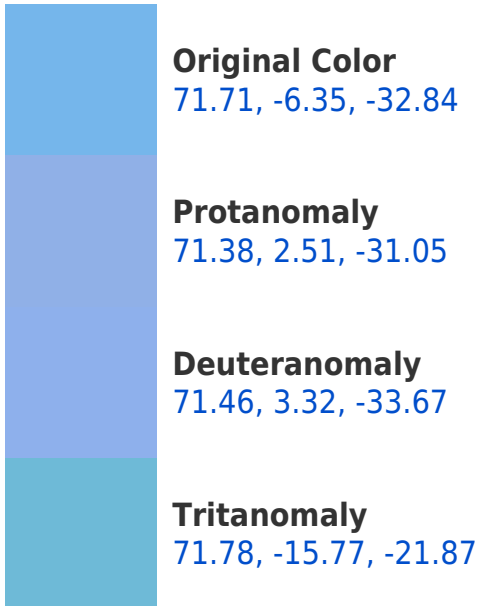 Original Color
71.71, -6.35, -32.84
Protanomaly
71.38, 2.51, -31.05
Deuteranomaly
71.46, 3.32, -33.67
Tritanomaly
71.78, -15.77, -21.87